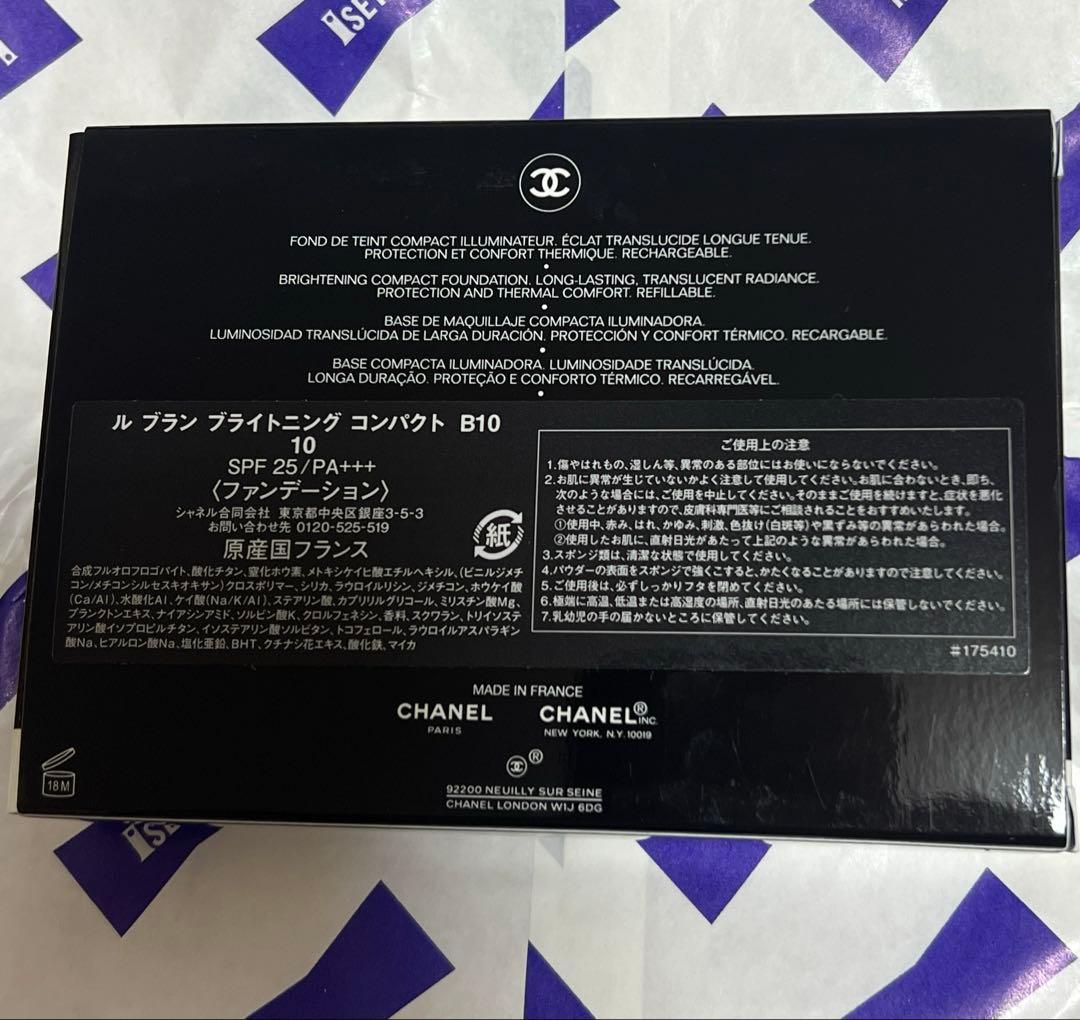 ISE
FOND DE TEINT COMPACT ILLUMINATEUR. ÉCLAT TRANSLUCIDE LONGUE TENUE.
PROTECTION ET CONFORT THERMIQUE. RECHARGEABLE.
BRIGHTENING COMPACT FOUNDATION. LONG-LASTING, TRANSLUCENT RADIANCE.
PROTECTION AND THERMAL COMFORT. REFILLABLE.
BASE DE MAQUILLAJE COMPACTA ILUMINADORA.
LUMINOSIDAD TRANSLÚCIDA DE LARGA DURACIÓN. PROTECCIÓN Y CONFORT TÉRMICO. RECARGABLE.
BASE COMPACTA ILUMINADORA. LUMINOSIDADE TRANSLÚCIDA.
LONGA DURAÇÃO. PROTEÇÃO E CONFORTO TÉRMICO. RECARREGÁVEL.
ル ブラン ブライトニング コンパクト B10
10
SPF 25/PA+++
〈ファンデーション〉
シャネル合同会社 東京都中央区銀座3-5-3
お問い合わせ先 0120-525-519
原産国フランス
紙
合成フルオロフロゴパイト、酸化チタン、窒化ホウ素、メトキシケイヒ酸エチルヘキシル、(ビニルジメチ
コン/メチコンシルセスキオキサン)クロスポリマー、シリカ、ラウロイルリシン、ジメチコン、ホウケイ酸
(Ca/Al)、水酸化Al、ケイ酸(Na/K/Al)、ステアリン酸、カプリリルグリコール、ミリスチン酸Mg、
プランクトンエキス、ナイアシンアミド、ソルビン酸K、クロルフェネシン、香料、スクワラン、トリイソステ
アリン酸イソプロピルチタン、イソステアリン酸ソルビタン、トコフェロール、ラウロイルアスパラギン
酸Na、ヒアルロン酸Na、塩化亜鉛、BHT、クチナシ花エキス、酸化鉄、マイカ
ご使用上の注意
1.傷やはれもの、湿しん等、異常のある部位にはお使いにならないでください。
2.お肌に異常が生じていないかよく注意して使用してください。お肌に合わないとき、即ち、
次のような場合には、ご使用を中止してください。そのままご使用を続けますと、症状を悪化
させることがありますので、皮膚科専門医等にご相談されることをおすすめいたします。
①使用中、赤み、はれ、かゆみ、刺激、色抜け(白斑等)や黒ずみ等の異常があらわれた場合。
②使用したお肌に、直射日光があたって上記のような異常があらわれた場合。
3.スポンジ類は、清潔な状態で使用してください。
4.パウダーの表面をスポンジで強くこすると、かたくなることがありますので注意してください。
5.ご使用後は、必ずしっかりフタを閉めてください。
6.極端に高温、低温または高湿度の場所、直射日光のあたる場所には保管しないでください。
7.乳幼児の手の届かないところに保管してください。
#175410
MADE IN FRANCE
CHANEL
PARIS
CHANEL® INC.
NEW YORK, N.Y. 10019
®
18 M
92200 NEUILLY SUR SEINE
CHANEL LONDON W1J 6DG
ISE